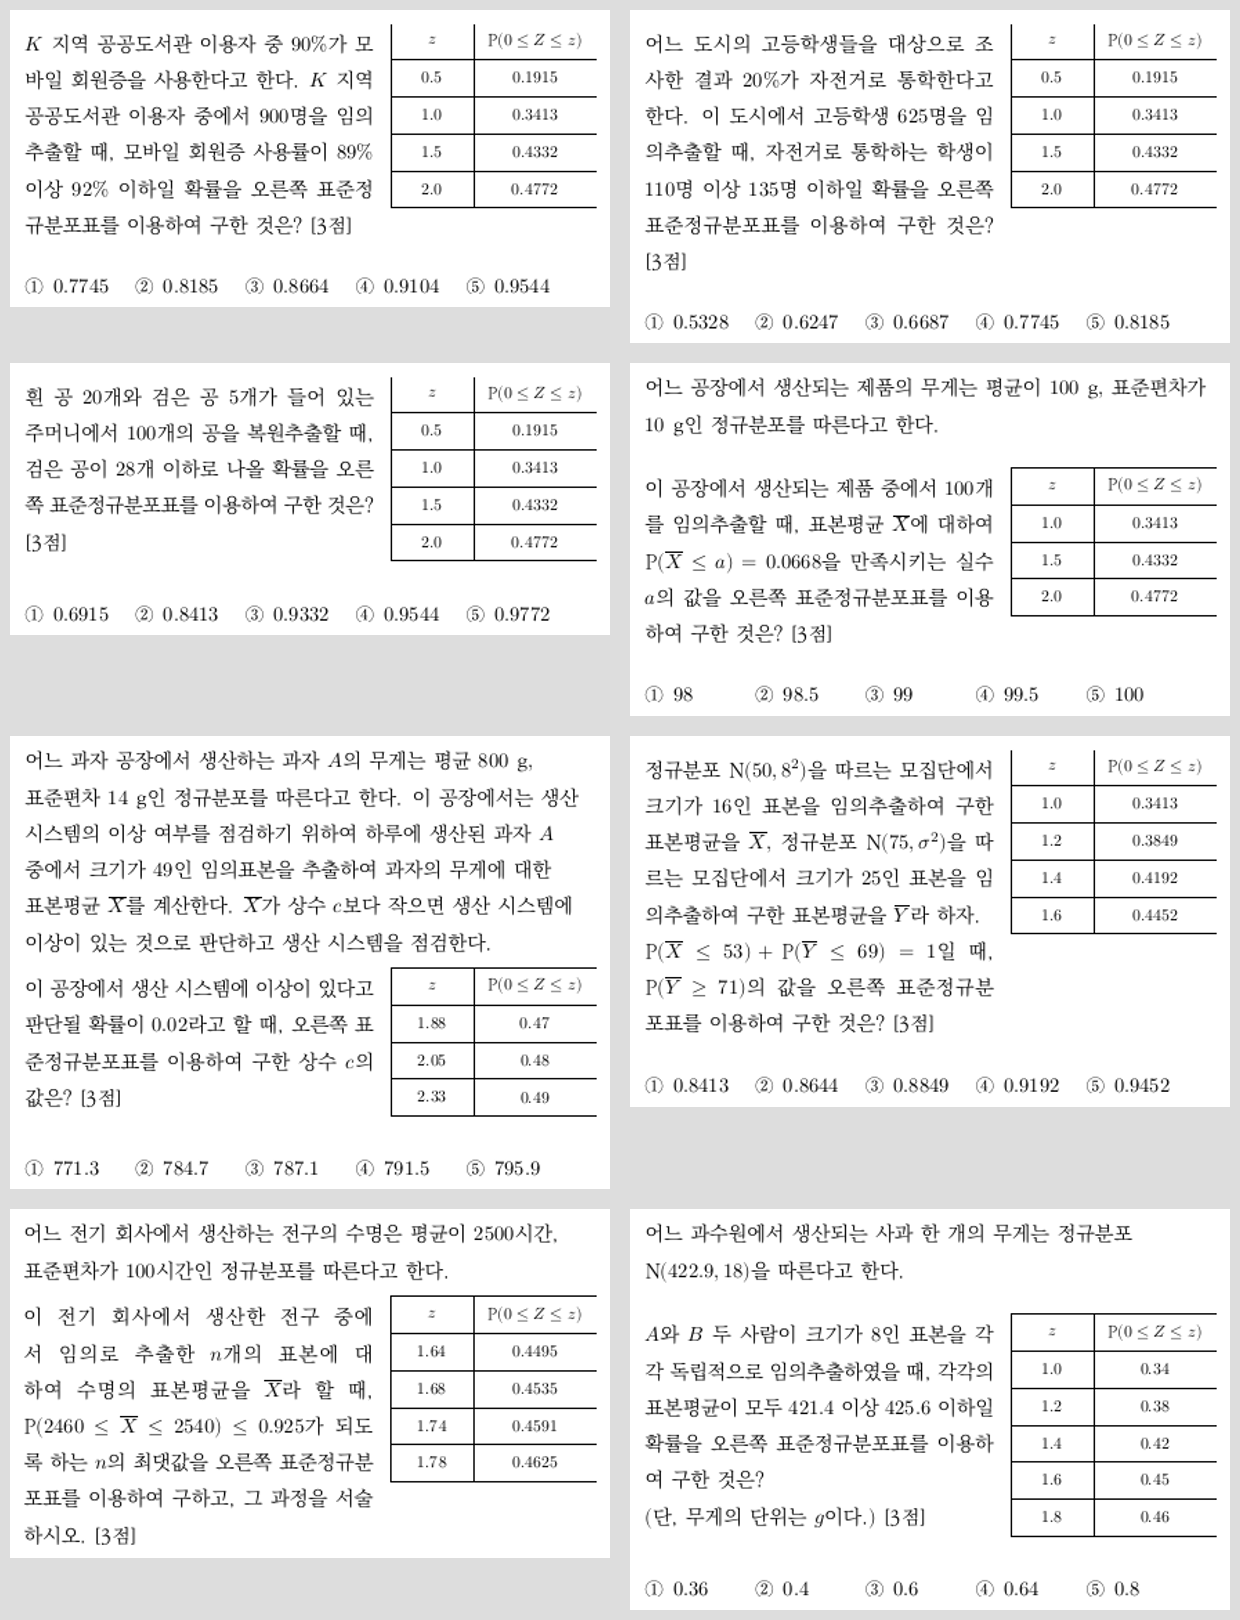 K 지역 공공도서관 이용자 중 90%가 모
바일 회원증을 사용한다고 한다. K 지역
공공도서관 이용자 중에서 900명을 임의
추출할 때, 모바일 회원증 사용률이 89%
이상 92% 이하일 확률을 오른쪽 표준정
규분포표를 이용하여 구한 것은? [3점]
z P(0 ≤ Z ≤ z)
0.5 0.1915
1.0 0.3413
1.5 0.4332
2.0 0.4772
① 0.7745 ② 0.8185 ③ 0.8664 ④ 0.9104 ⑤ 0.9544
어느 도시의 고등학생들을 대상으로 조
사한 결과 20%가 자전거로 통학한다고
한다. 이 도시에서 고등학생 625명을 임
의추출할 때, 자전거로 통학하는 학생이
110명 이상 135명 이하일 확률을 오른쪽
표준정규분포표를 이용하여 구한 것은?
[3점]
z P(0 ≤ Z ≤ z)
0.5 0.1915
1.0 0.3413
1.5 0.4332
2.0 0.4772
① 0.5328 ② 0.6247 ③ 0.6687 ④ 0.7745 ⑤ 0.8185
흰 공 20개와 검은 공 5개가 들어 있는
주머니에서 100개의 공을 복원추출할 때,
검은 공이 28개 이하로 나올 확률을 오른
쪽 표준정규분포표를 이용하여 구한 것은?
[3점]
z P(0 ≤ Z ≤ z)
0.5 0.1915
1.0 0.3413
1.5 0.4332
2.0 0.4772
① 0.6915 ② 0.8413 ③ 0.9332 ④ 0.9544 ⑤ 0.9772
어느 공장에서 생산되는 제품의 무게는 평균이 100 g, 표준편차가
10 g인 정규분포를 따른다고 한다.
이 공장에서 생산되는 제품 중에서 100개
를 임의추출할 때, 표본평균 X̅에 대하여
P(X̅ ≤ a) = 0.0668을 만족시키는 실수
a의 값을 오른쪽 표준정규분포표를 이용
하여 구한 것은? [3점]
z P(0 ≤ Z ≤ z)
1.0 0.3413
1.5 0.4332
2.0 0.4772
① 98 ② 98.5 ③ 99 ④ 99.5 ⑤ 100
어느 과자 공장에서 생산하는 과자 A의 무게는 평균 800 g,
표준편차 14 g인 정규분포를 따른다고 한다. 이 공장에서는 생산
시스템의 이상 여부를 점검하기 위하여 하루에 생산된 과자 A
중에서 크기가 49인 임의표본을 추출하여 과자의 무게에 대한
표본평균 X̅를 계산한다. X̅가 상수 c보다 작으면 생산 시스템에
이상이 있는 것으로 판단하고 생산 시스템을 점검한다.
이 공장에서 생산 시스템에 이상이 있다고
판단될 확률이 0.02라고 할 때, 오른쪽 표
준정규분포표를 이용하여 구한 상수 c의
값은? [3점]
z P(0 ≤ Z ≤ z)
1.88 0.47
2.05 0.48
2.33 0.49
① 771.3 ② 784.7 ③ 787.1 ④ 791.5 ⑤ 795.9
정규분포 N(50, 8²)을 따르는 모집단에서
크기가 16인 표본을 임의추출하여 구한
표본평균을 X̅, 정규분포 N(75, σ²)을 따
르는 모집단에서 크기가 25인 표본을 임
의추출하여 구한 표본평균을 Y̅라 하자.
P(X̅ ≤ 53) + P(Y̅ ≤ 69) = 1일 때,
P(Y̅ ≥ 71)의 값을 오른쪽 표준정규분
포표를 이용하여 구한 것은? [3점]
z P(0 ≤ Z ≤ z)
1.0 0.3413
1.2 0.3849
1.4 0.4192
1.6 0.4452
① 0.8413 ② 0.8644 ③ 0.8849 ④ 0.9192 ⑤ 0.9452
어느 전기 회사에서 생산하는 전구의 수명은 평균이 2500시간,
표준편차가 100시간인 정규분포를 따른다고 한다.
이 전기 회사에서 생산한 전구 중에
서 임의로 추출한 n개의 표본에 대
하여 수명의 표본평균을 X̅라 할 때,
P(2460 ≤ X̅ ≤ 2540) ≤ 0.925가 되도
록 하는 n의 최댓값을 오른쪽 표준정규분
포표를 이용하여 구하고, 그 과정을 서술
하시오. [3점]
z P(0 ≤ Z ≤ z)
1.64 0.4495
1.68 0.4535
1.74 0.4591
1.78 0.4625
어느 과수원에서 생산되는 사과 한 개의 무게는 정규분포
N(422.9, 18)을 따른다고 한다.
A와 B 두 사람이 크기가 8인 표본을 각
각 독립적으로 임의추출하였을 때, 각각의
표본평균이 모두 421.4 이상 425.6 이하일
확률을 오른쪽 표준정규분포표를 이용하
여 구한 것은?
(단, 무게의 단위는 g이다.) [3점]
z P(0 ≤ Z ≤ z)
1.0 0.34
1.2 0.38
1.4 0.42
1.6 0.45
1.8 0.46
① 0.36 ② 0.4 ③ 0.6 ④ 0.64 ⑤ 0.8